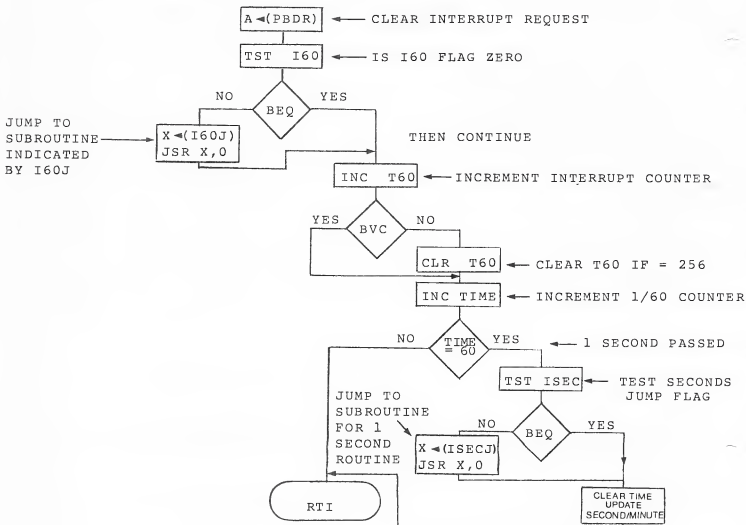 A ◄(PBDR)
CLEAR INTERRUPT REQUEST
TST I60
IS I60 FLAG ZERO
NO
BEQ
YES
JUMP TO
SUBROUTINE
INDICATED
BY I60J
X ◄(I60J)
JSR X,0
THEN CONTINUE
INC T60
INCREMENT INTERRUPT COUNTER
YES
BVC
NO
CLR T60
CLEAR T60 IF = 256
INC TIME
INCREMENT 1/60 COUNTER
NO
TIME
= 60
YES
1 SECOND PASSED
TST ISEC
TEST SECONDS
JUMP FLAG
JUMP TO
SUBROUTINE
FOR 1
SECOND
ROUTINE
NO
BEQ
YES
X ◄(ISECJ)
JSR X,0
RTI
CLEAR TIME
UPDATE
SECOND/MINUTE